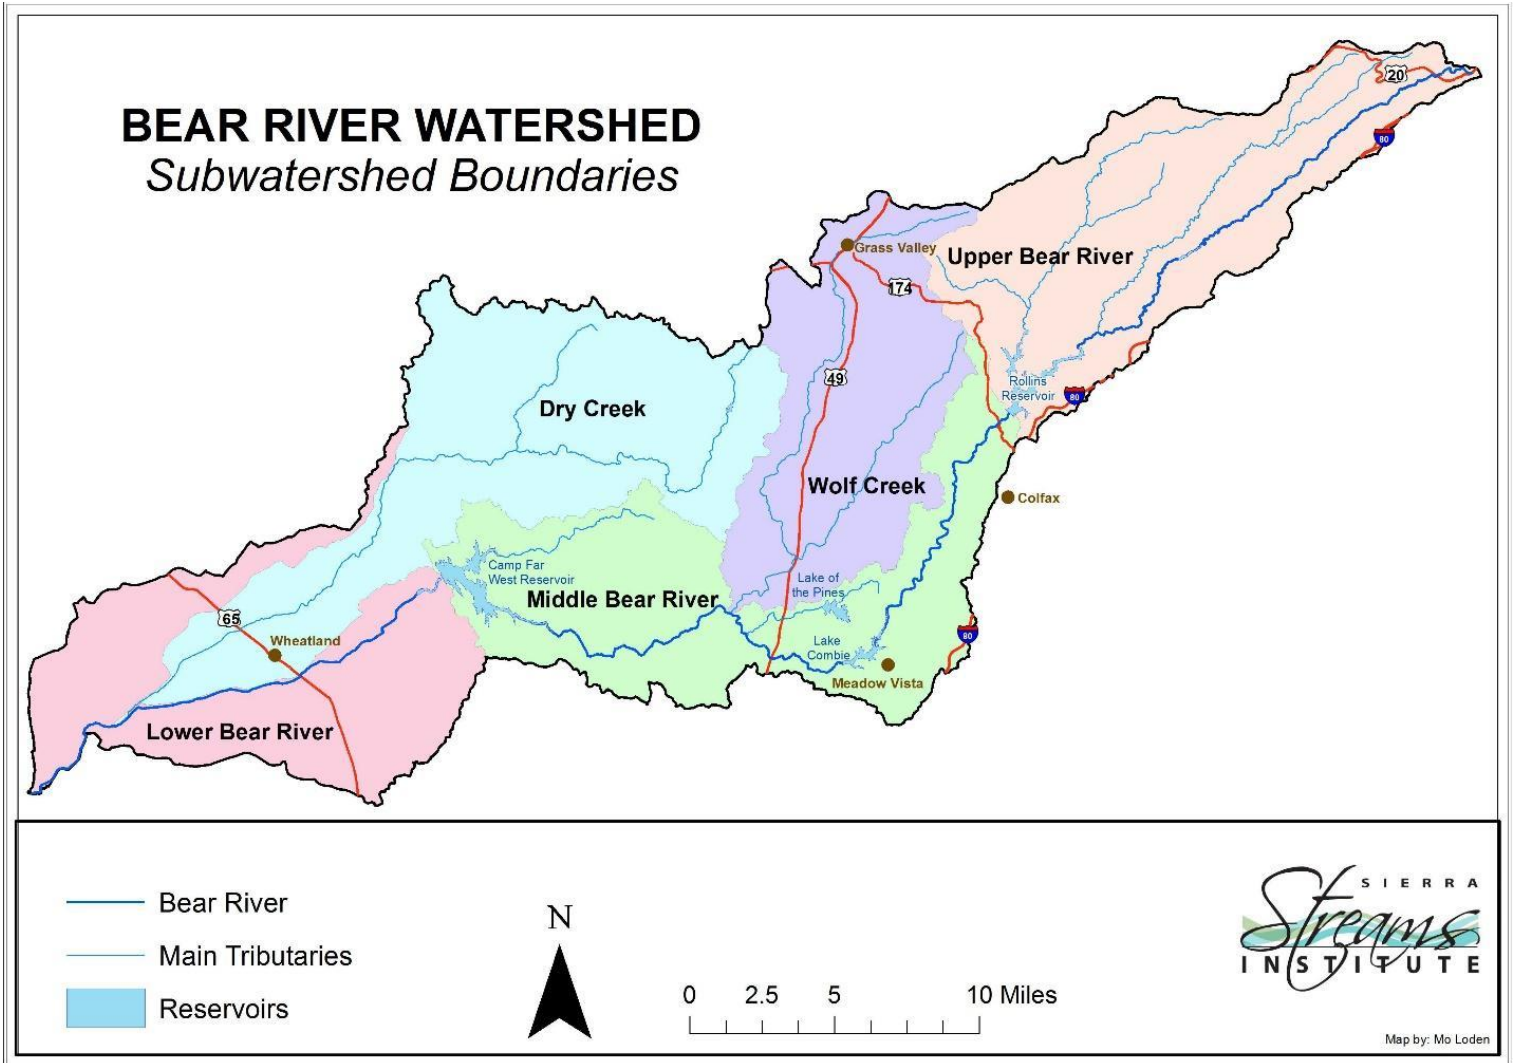 BEAR RIVER WATERSHED
Subwatershed Boundaries
20
80
Grass Valley
Upper Bear River
174
49
Rollins
Reservoir
80
Dry Creek
Wolf Creek
Colfax
Camp Far
West Reservoir
Lake of
the Pines
Middle Bear River
65
Wheatland
Lake
Combie
80
Meadow Vista
Lower Bear River
Bear River
Main Tributaries
Reservoirs
N
0 2.5 5 10 Miles
SIERRA
Streams
INSTITUTE
Map by: Mo Loden